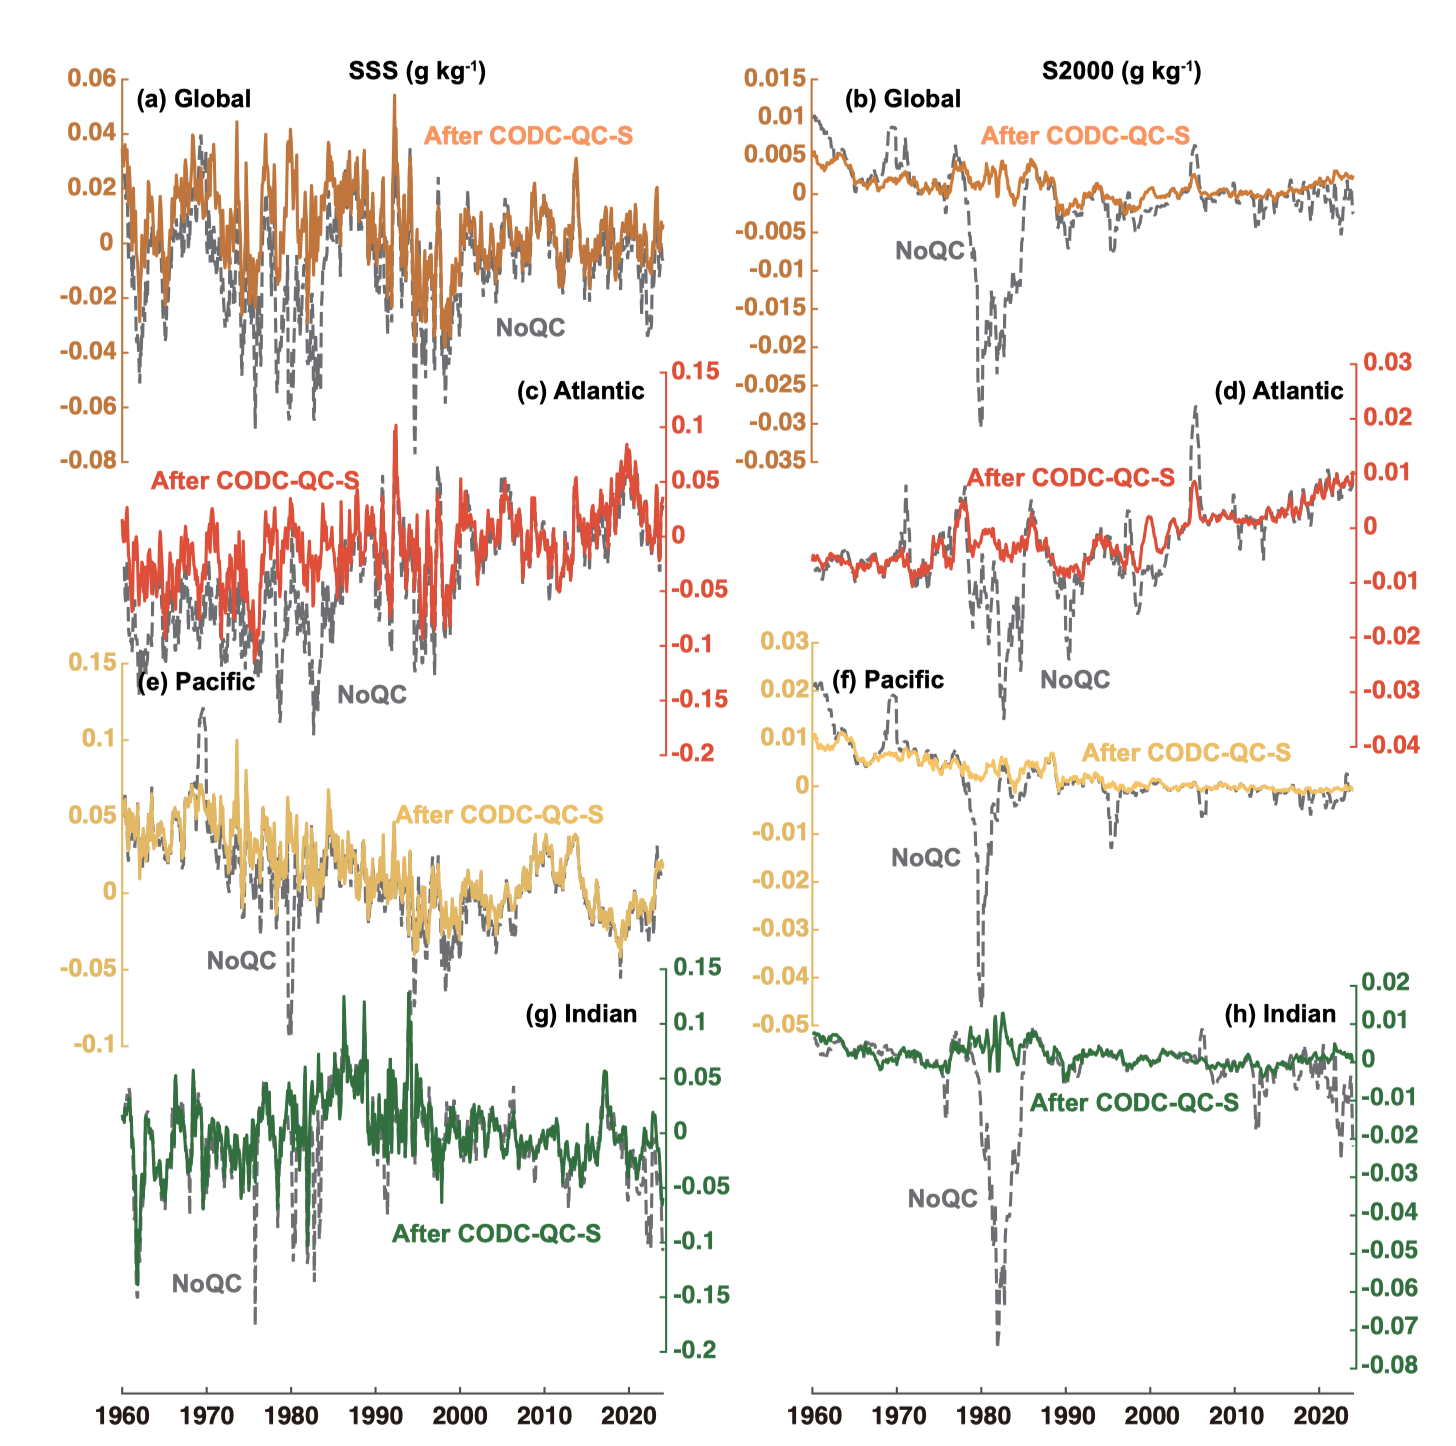 SSS (g kg-1)
S2000 (g kg-1)
0.06
0.04
0.02
0
-0.02
-0.04
-0.06
-0.08
(a) Global
After CODC-QC-S
NoQC
0.015
0.01
0.005
0
-0.005
-0.01
-0.015
-0.02
-0.025
-0.03
-0.035
(b) Global
After CODC-QC-S
NoQC
(c) Atlantic
After CODC-QC-S
NoQC
0.15
0.1
0.05
0
-0.05
-0.1
-0.15
-0.2
(d) Atlantic
After CODC-QC-S
NoQC
0.03
0.02
0.01
0
-0.01
-0.02
-0.03
-0.04
0.15
0.1
0.05
0
-0.05
-0.1
(e) Pacific
After CODC-QC-S
NoQC
0.03
0.02
0.01
0
-0.01
-0.02
-0.03
-0.04
-0.05
(f) Pacific
After CODC-QC-S
NoQC
(g) Indian
After CODC-QC-S
NoQC
0.15
0.1
0.05
0
-0.05
-0.1
-0.15
-0.2
(h) Indian
After CODC-QC-S
NoQC
0.02
0.01
0
-0.01
-0.02
-0.03
-0.04
-0.05
-0.06
-0.07
-0.08
1960 1970 1980 1990 2000 2010 2020
1960 1970 1980 1990 2000 2010 2020